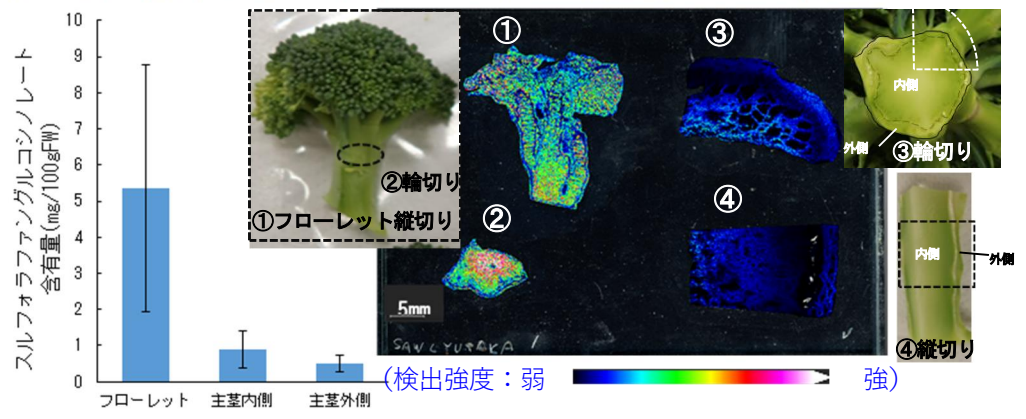 スルフォラファングルコシノレート
含有量(mg/100gFW)
10
9
8
7
6
5
4
3
2
1
0
フローレット
主茎内側
主茎外側
②輪切り
①フローレット縦切り
①
③
②
④
5mm
内側
外側
③輪切り
内側
外側
④縦切り
(検出強度：弱
強)